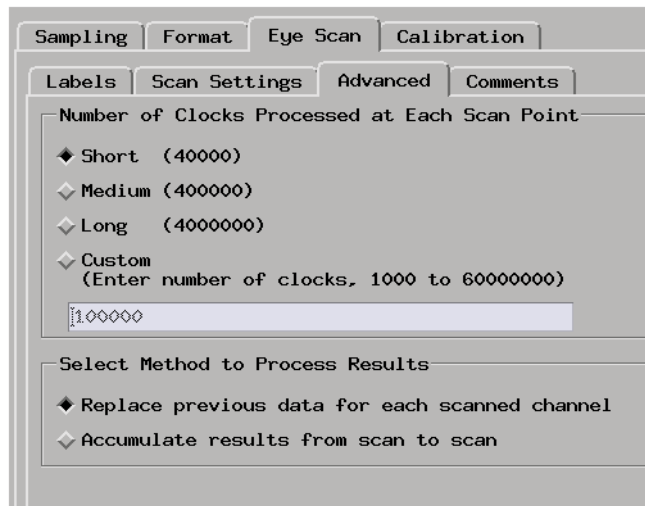 Sampling Format Eye Scan Calibration
Labels Scan Settings Advanced Comments
Number of Clocks Processed at Each Scan Point
Short (40000)
Medium (400000)
Long (4000000)
Custom
(Enter number of clocks, 1000 to 60000000)
100000
Select Method to Process Results
Replace previous data for each scanned channel
Accumulate results from scan to scan